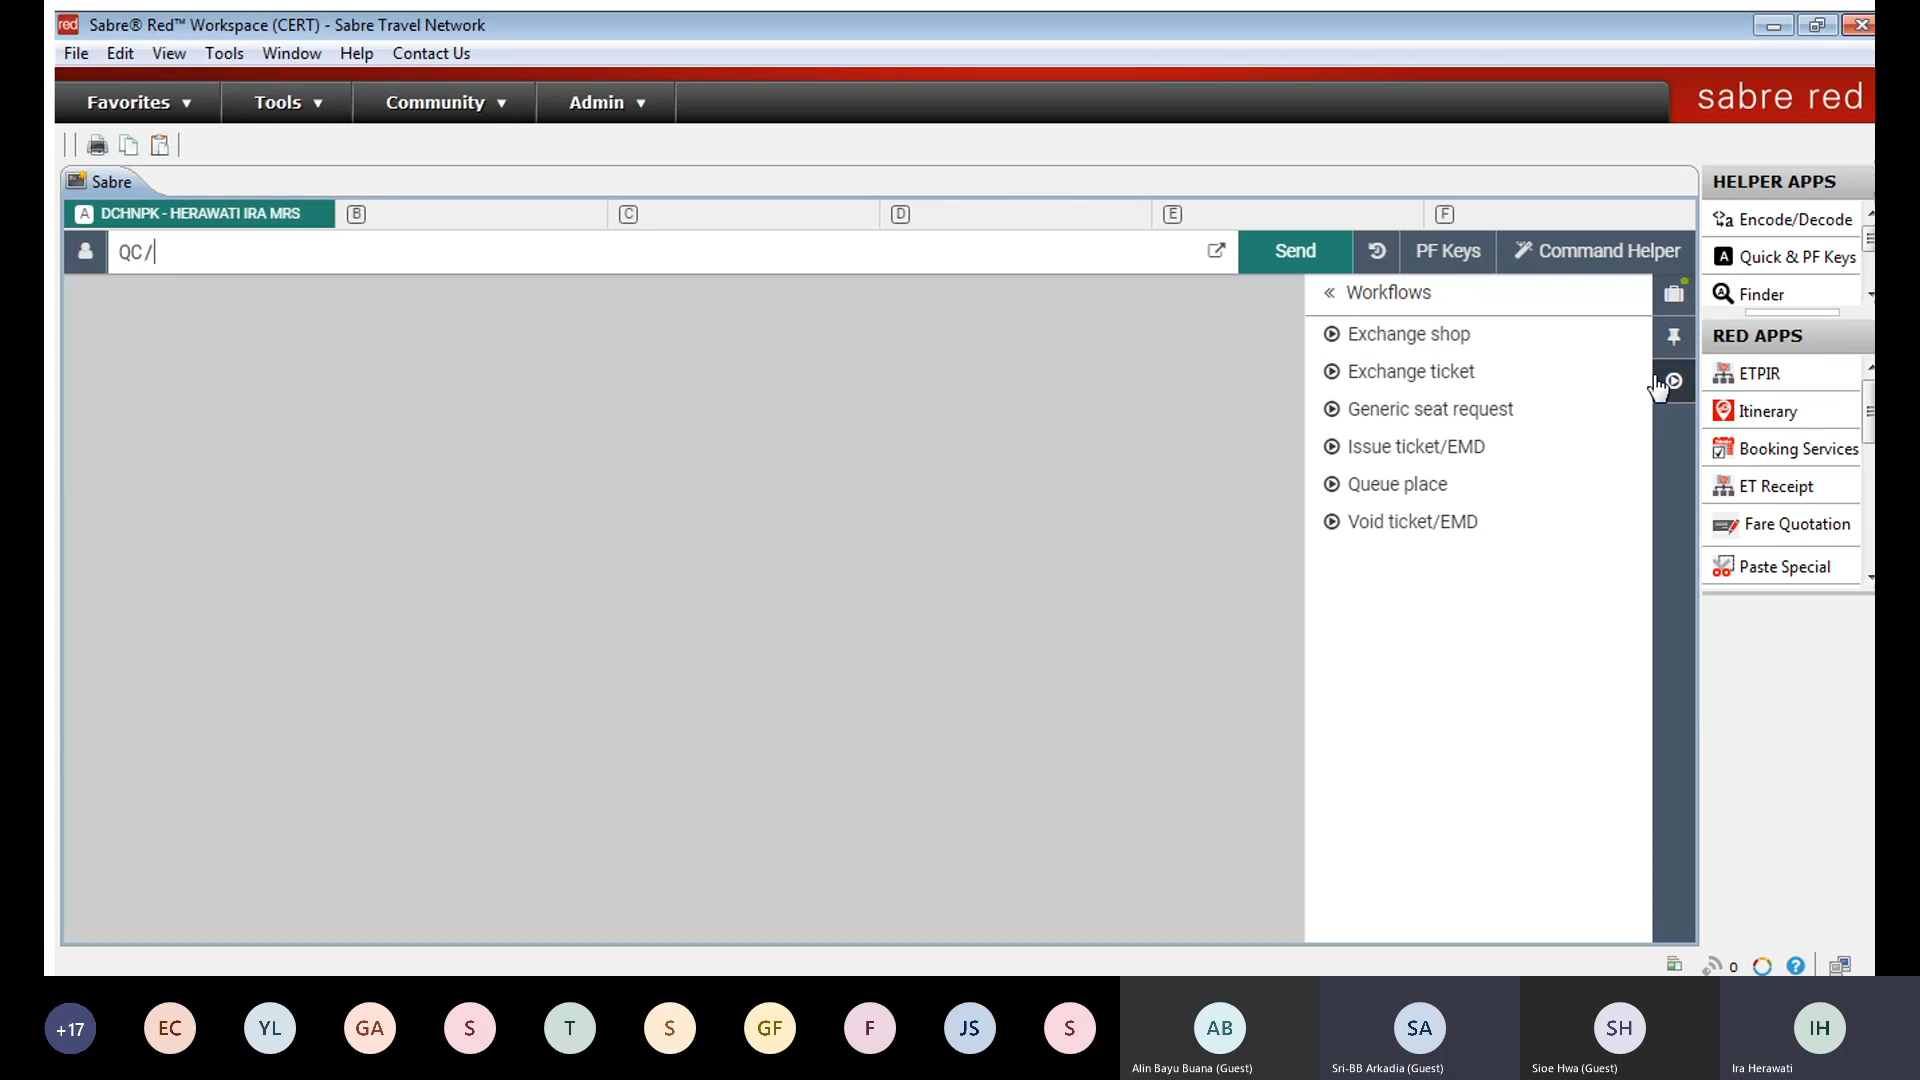 red Sabre® Red™ Workspace (CERT) - Sabre Travel Network
File Edit View Tools Window Help Contact Us
Favorites Tools Community Admin sabre red
Sabre
A DCHNPK - HERAWATI IRA MRS B C D E F
QC/ Send PF Keys Command Helper
« Workflows
Exchange shop
Exchange ticket
Generic seat request
Issue ticket/EMD
Queue place
Void ticket/EMD
HELPER APPS
Encode/Decode
A Quick & PF Keys
Finder
RED APPS
ETPIR
Itinerary
Booking Services
ET Receipt
Fare Quotation
Paste Special
0 ?
+17 EC YL GA S T S GF F JS S AB SA SH IH
Alin Bayu Buana (Guest) Sri-BB Arkadia (Guest) Sioe Hwa (Guest) Ira Herawati